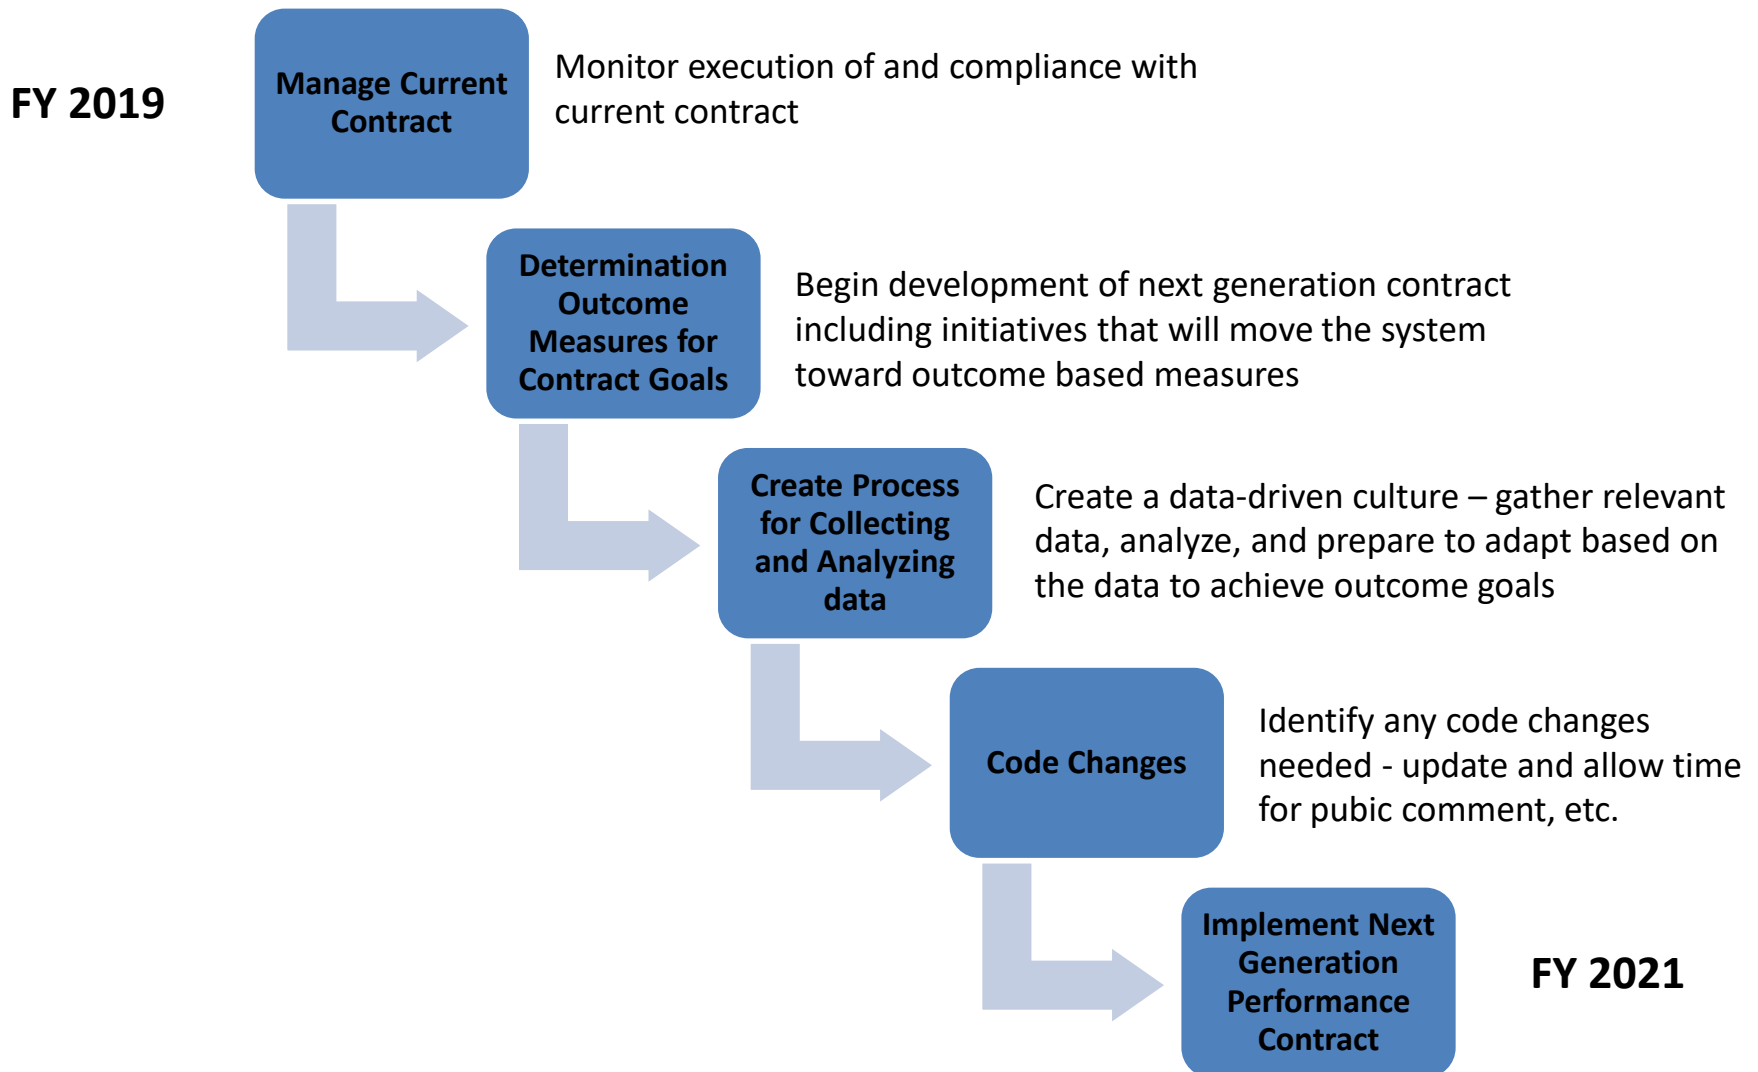 FY 2019
Manage Current
Contract
Monitor execution of and compliance with
current contract
Determination
Outcome
Measures for
Contract Goals
Begin development of next generation contract
including initiatives that will move the system
toward outcome based measures
Create Process
for Collecting
and Analyzing
data
Create a data-driven culture – gather relevant
data, analyze, and prepare to adapt based on
the data to achieve outcome goals
Code Changes
Identify any code changes
needed - update and allow time
for pubic comment, etc.
Implement Next
Generation
Performance
Contract
FY 2021